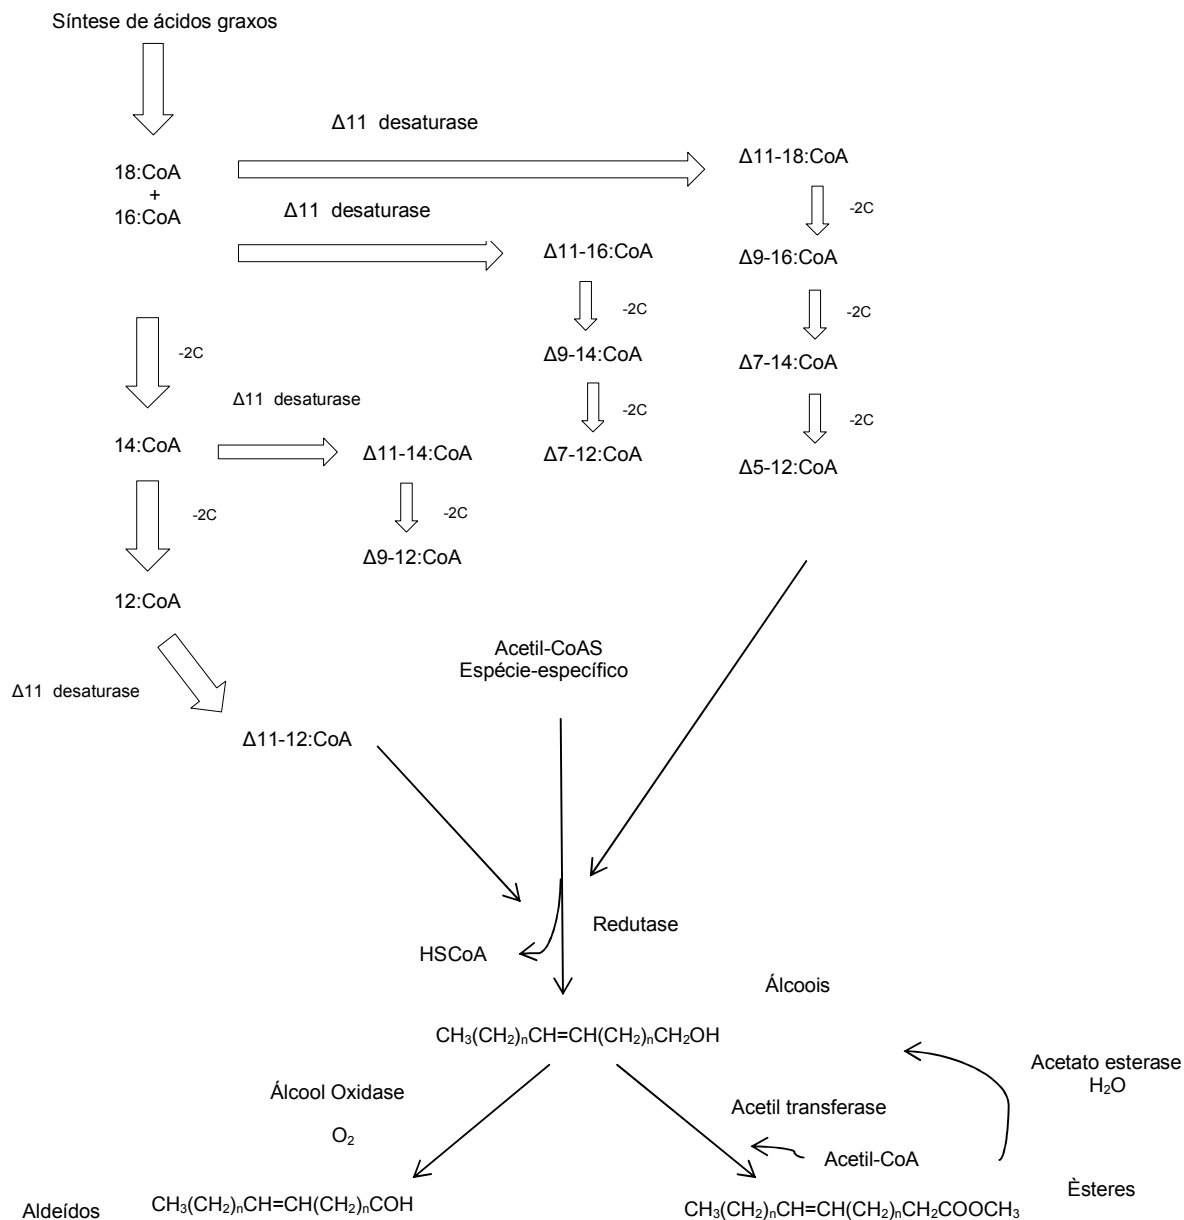 Síntese de ácidos graxos
Δ11 desaturase
18:CoA
+
16:CoA
Δ11-18:CoA
-2C
Δ11 desaturase
Δ11-16:CoA
Δ9-16:CoA
-2C
-2C
-2C
Δ9-14:CoA
Δ7-14:CoA
Δ11 desaturase
-2C
-2C
14:CoA
Δ11-14:CoA
Δ7-12:CoA
Δ5-12:CoA
-2C
-2C
Δ9-12:CoA
12:CoA
Acetil-CoAS
Espécie-específico
Δ11 desaturase
Δ11-12:CoA
Redutase
HSCoA
Álcoois
CH₃(CH₂)ₙCH=CH(CH₂)ₙCH₂OH
Acetato esterase
H₂O
Álcool Oxidase
O₂
Acetil transferase
Acetil-CoA
Èsteres
Aldeídos
CH₃(CH₂)ₙCH=CH(CH₂)ₙCOH
CH₃(CH₂)ₙCH=CH(CH₂)ₙCH₂COOCH₃